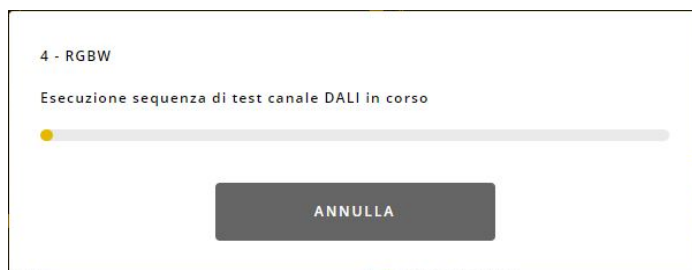 4 - RGBW
Esecuzione sequenza di test canale DALI in corso
ANNULLA